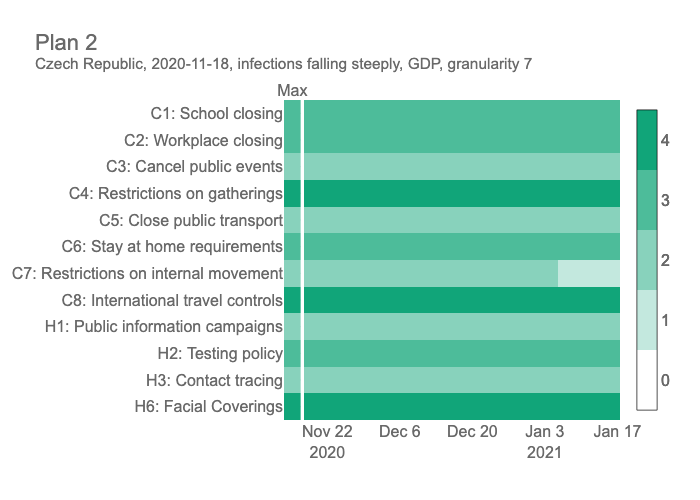 Plan 2
Czech Republic, 2020-11-18, infections falling steeply, GDP, granularity 7
Max
C1: School closing
C2: Workplace closing
C3: Cancel public events
C4: Restrictions on gatherings
C5: Close public transport
C6: Stay at home requirements
C7: Restrictions on internal movement
C8: International travel controls
H1: Public information campaigns
H2: Testing policy
H3: Contact tracing
H6: Facial Coverings
4
3
2
1
0
Nov 22 Dec 6 Dec 20 Jan 3 Jan 17
2020 2021